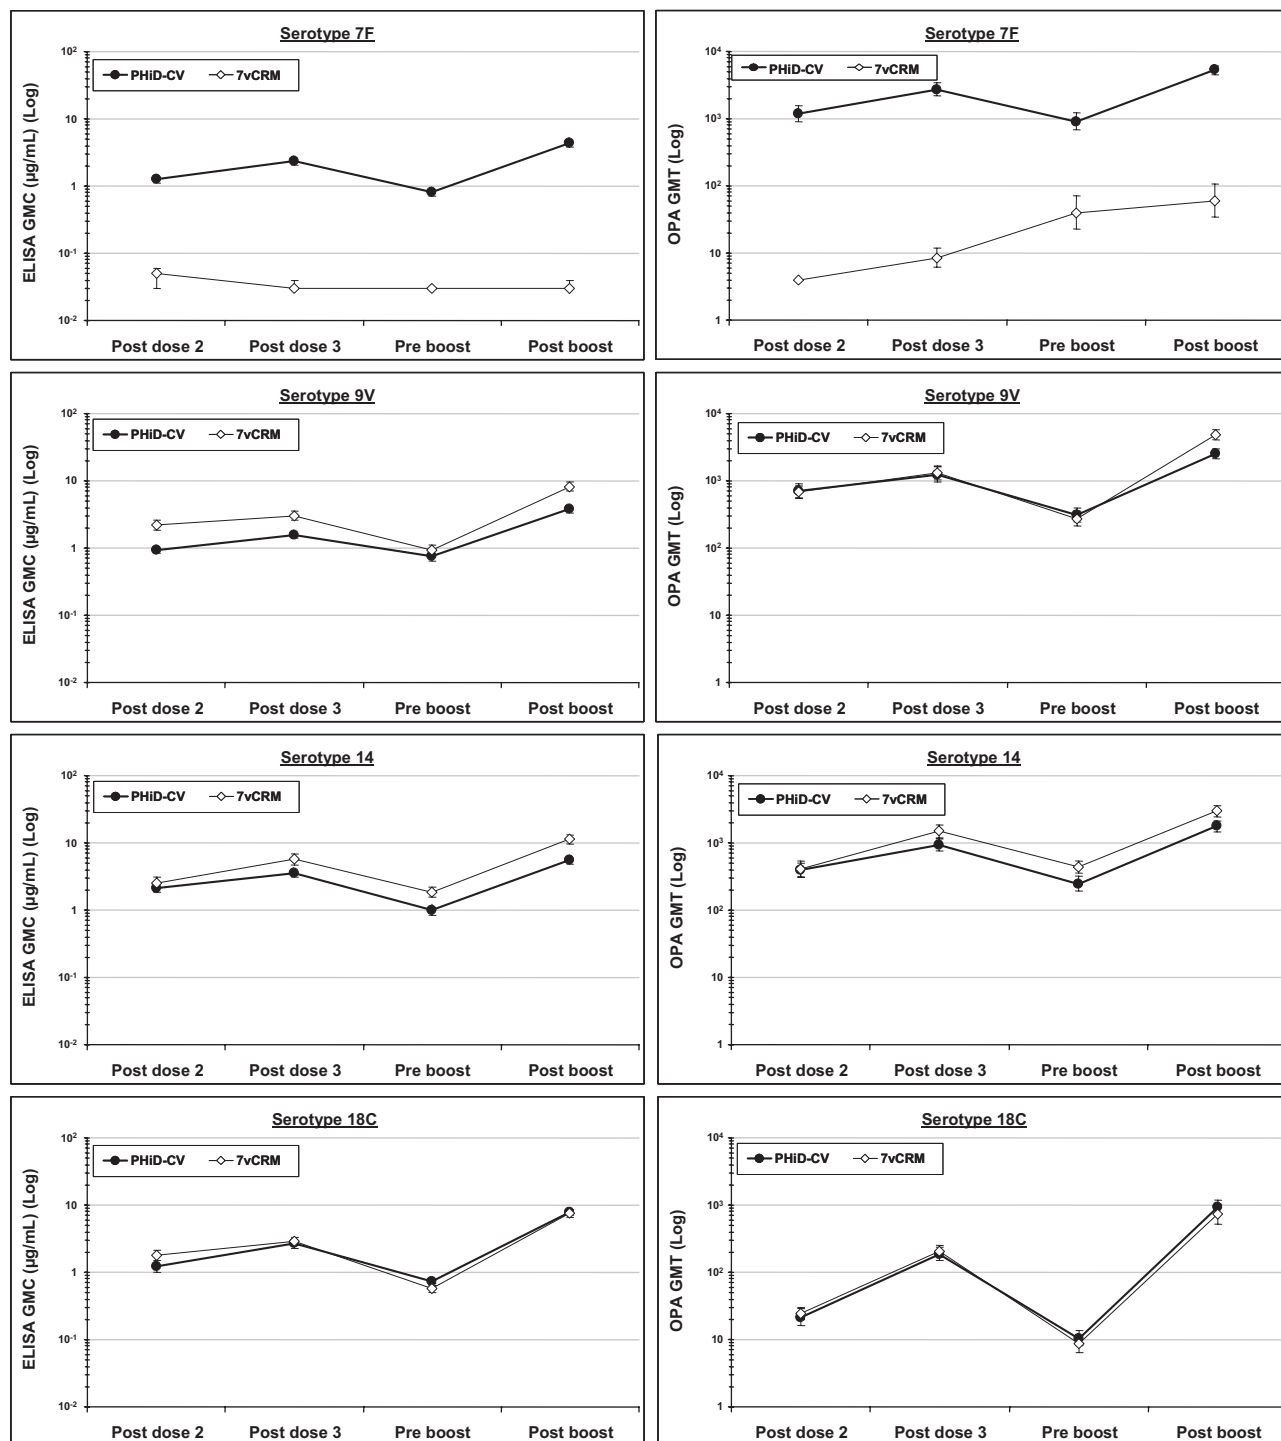 Serotype 7F
PHiD-CV 7vCRM
ELISA GMC (µg/mL) (Log)
10²
10
1
10⁻¹
10⁻²
Post dose 2 Post dose 3 Pre boost Post boost
Serotype 7F
PHiD-CV 7vCRM
OPA GMT (Log)
10⁴
10³
10²
10
1
Post dose 2 Post dose 3 Pre boost Post boost
Serotype 9V
PHiD-CV 7vCRM
ELISA GMC (µg/mL) (Log)
10²
10
1
10⁻¹
10⁻²
Post dose 2 Post dose 3 Pre boost Post boost
Serotype 9V
PHiD-CV 7vCRM
OPA GMT (Log)
10⁴
10³
10²
10
1
Post dose 2 Post dose 3 Pre boost Post boost
Serotype 14
PHiD-CV 7vCRM
ELISA GMC (µg/mL) (Log)
10²
10
1
10⁻¹
10⁻²
Post dose 2 Post dose 3 Pre boost Post boost
Serotype 14
PHiD-CV 7vCRM
OPA GMT (Log)
10⁴
10³
10²
10
1
Post dose 2 Post dose 3 Pre boost Post boost
Serotype 18C
PHiD-CV 7vCRM
ELISA GMC (µg/mL) (Log)
10²
10
1
10⁻¹
10⁻²
Post dose 2 Post dose 3 Pre boost Post boost
Serotype 18C
PHiD-CV 7vCRM
OPA GMT (Log)
10⁴
10³
10²
10
1
Post dose 2 Post dose 3 Pre boost Post boost